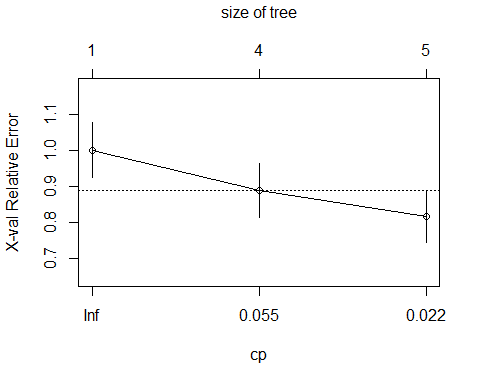 size of tree
1 4 5
X-val Relative Error
1.1
1.0
0.9
0.8
0.7
Inf 0.055 0.022
cp